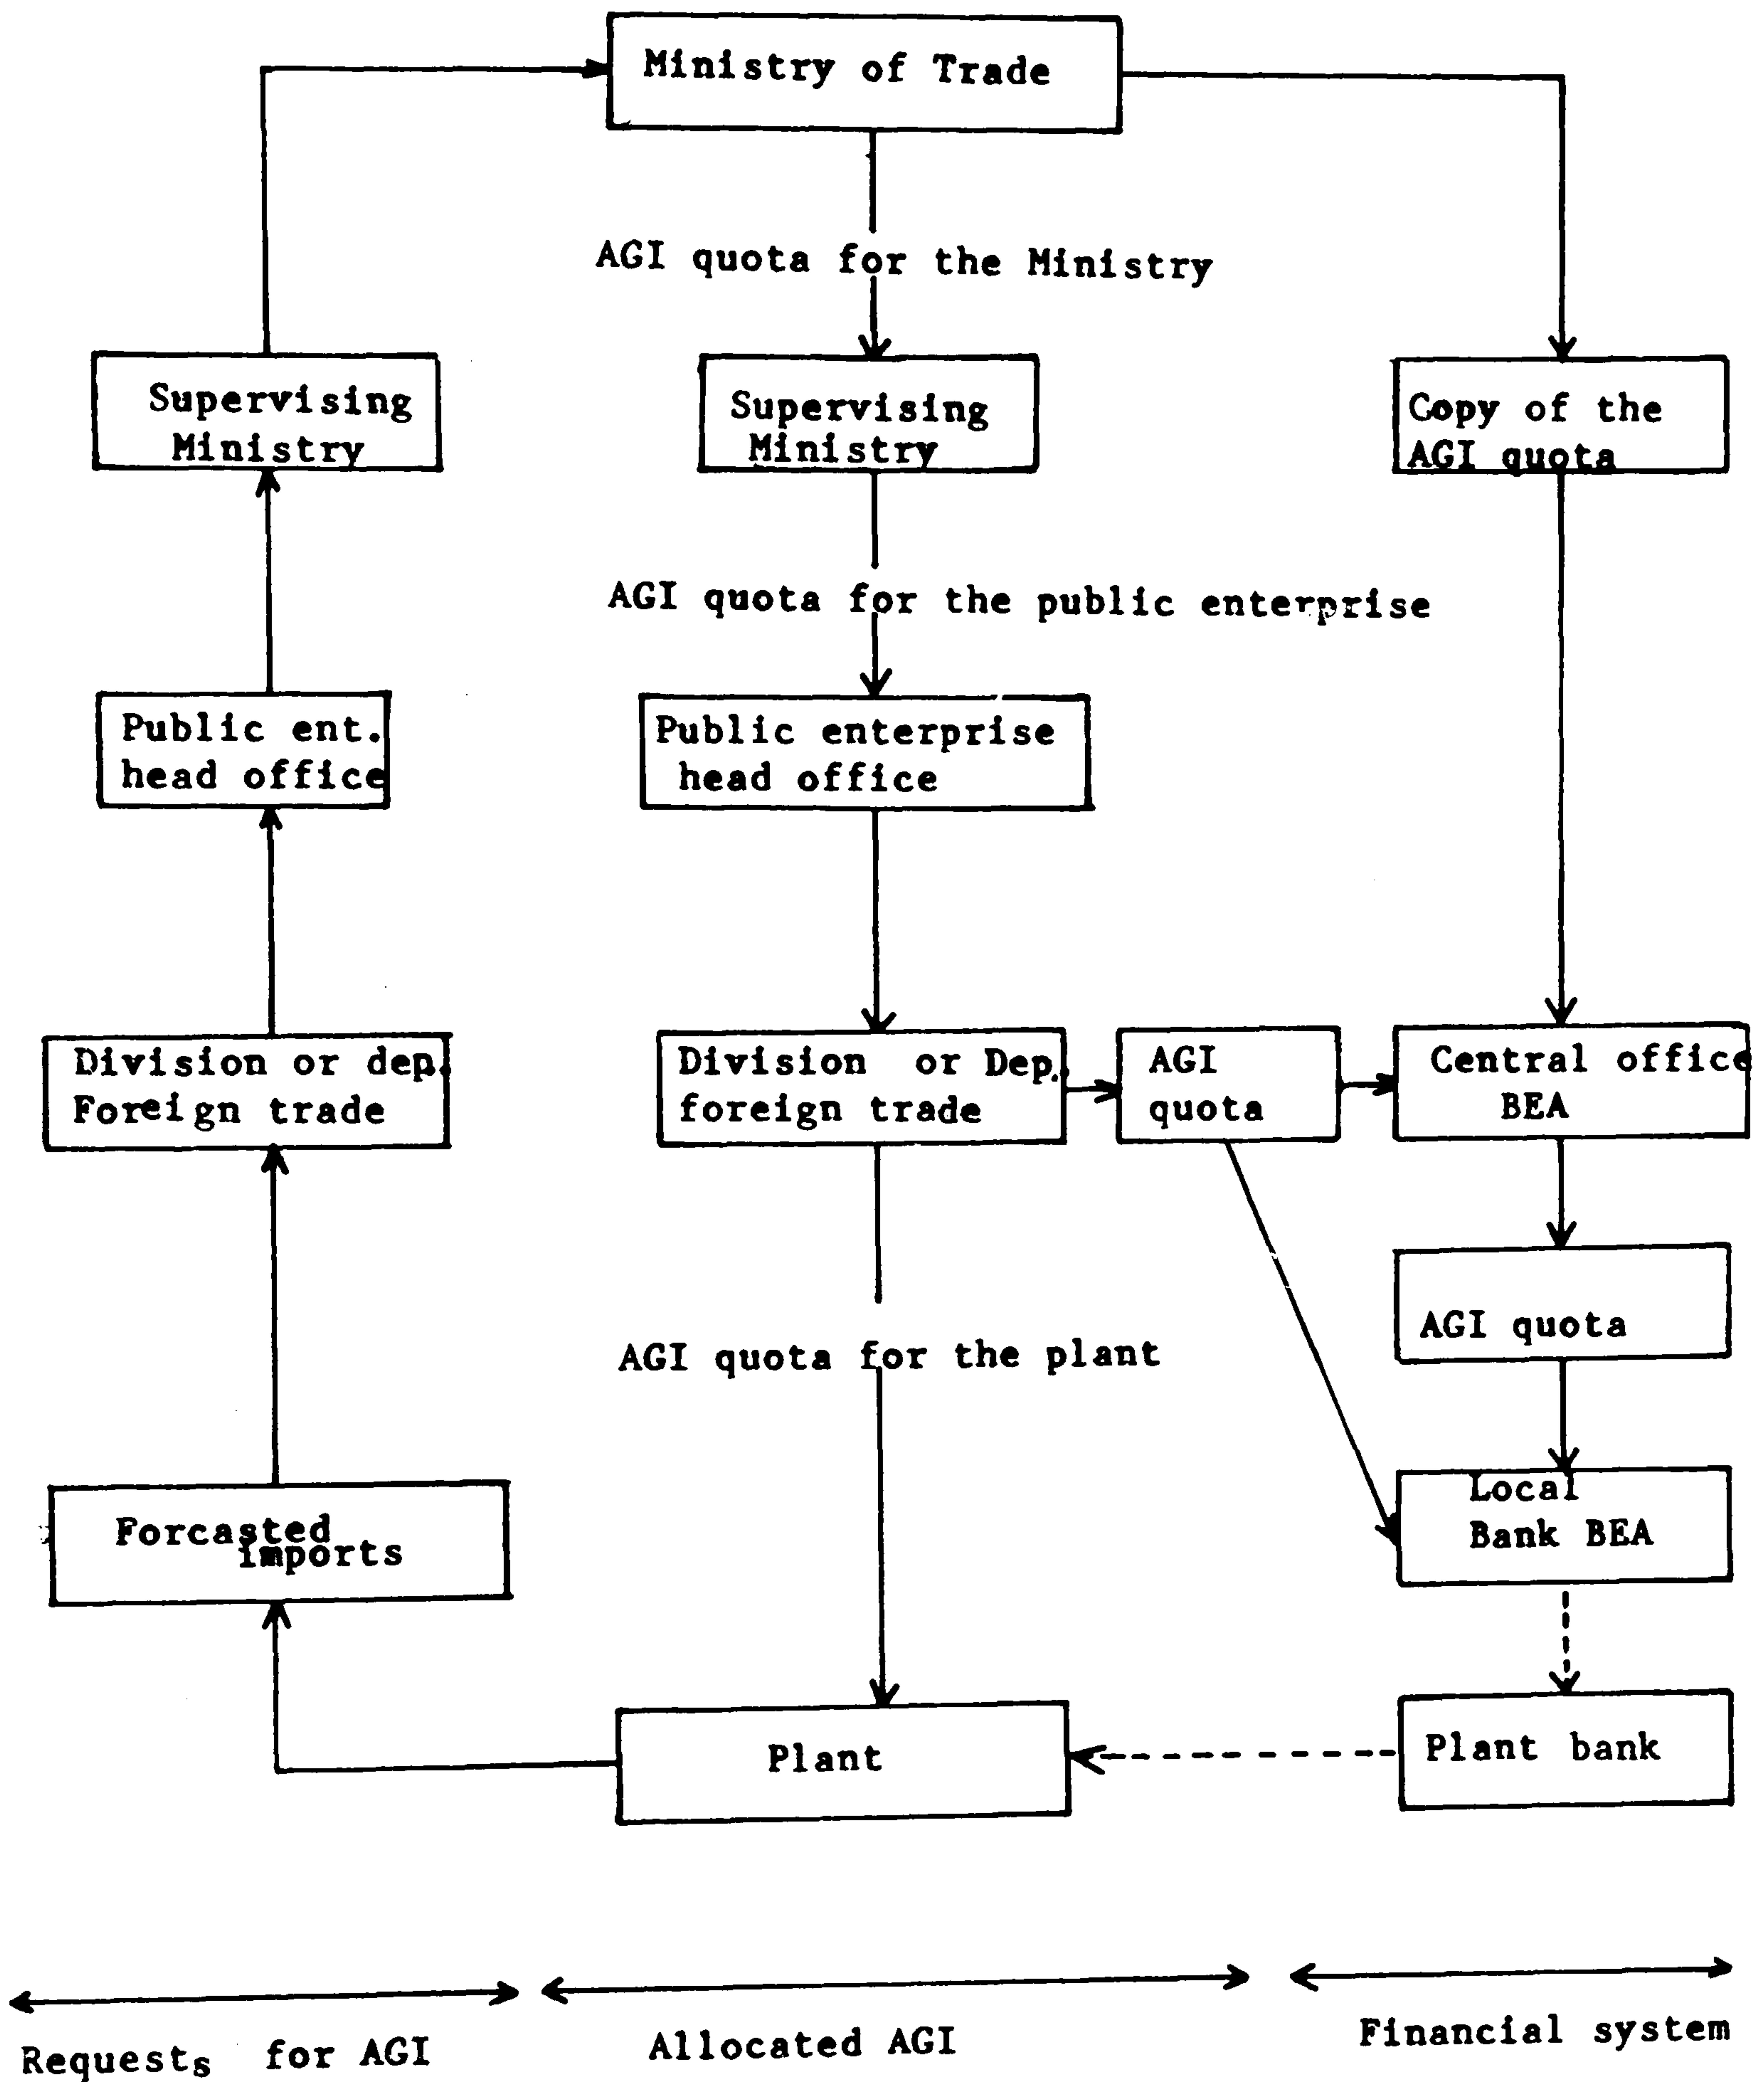 Ministry of Trade
AGI quota for the Ministry
Supervising
Ministry
Supervising
Ministry
Copy of the
AGI quota
AGI quota for the public enterprise
Public ent.
head office
Public enterprise
head office
Division or dep.
Foreign trade
Division or Dep.
foreign trade
AGI
quota
Central office
BEA
AGI quota
AGI quota for the plant
Forcasted
imports
Local
Bank BEA
Plant
Plant bank
Requests for AGI
Allocated AGI
Financial system